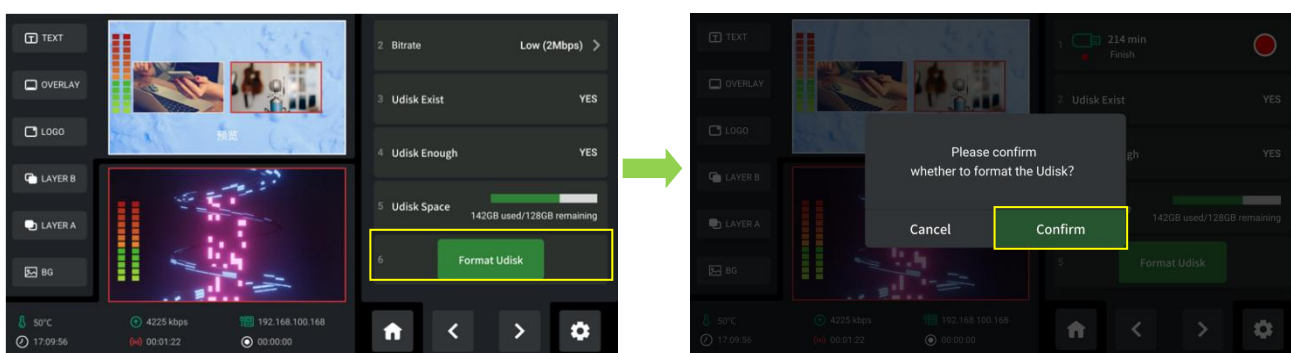 TEXT
OVERLAY
LOGO
LAYER B
LAYER A
BG
预览
2 Bitrate Low (2Mbps)
3 Udisk Exist YES
4 Udisk Enough YES
5 Udisk Space
142GB used/128GB remaining
6 Format Udisk
50°C 4225 kbps 192.168.100.168
17:09:56 00:01:22 00:00:00
TEXT
OVERLAY
LOGO
LAYER B
LAYER A
BG
1 214 min
Finish
2 Udisk Exist YES
gh YES
142GB used/128GB remaining
5 Format Udisk
Please confirm
whether to format the Udisk?
Cancel Confirm
50°C 4225 kbps 192.168.100.168
17:09:56 00:01:22 00:00:00